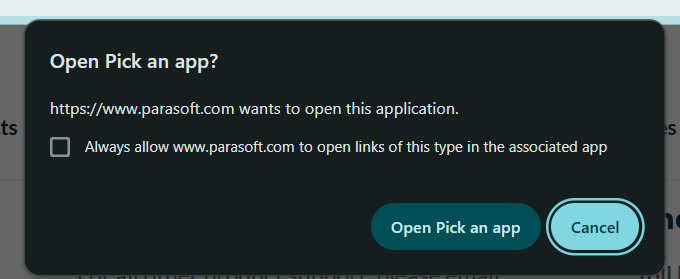 Open Pick an app?
https://www.parasoft.com wants to open this application.
Always allow www.parasoft.com to open links of this type in the associated app
Open Pick an app
Cancel